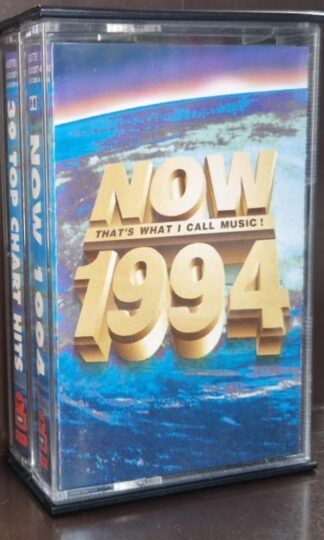 NOW
THAT'S WHAT I CALL MUSIC!
1994
NOW 1994
30 TOP CHART HITS